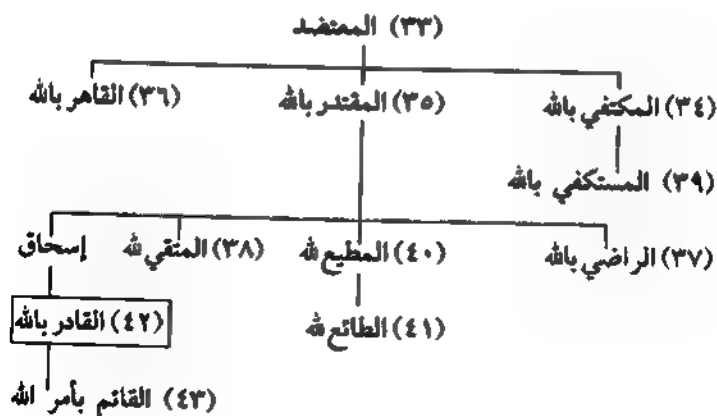 (٣٣) المعتضد
(٣٤) المكتفي بالله (٣٥) المقتدر بالله (٣٦) القاهر بالله
(٣٩) المستكفي بالله
(٣٧) الراضي بالله (٤٠) المطيع لله (٣٨) المتقي لله إسحاق
(٤١) الطائع لله (٤٢) القادر بالله
(٤٣) القائم بأمر الله